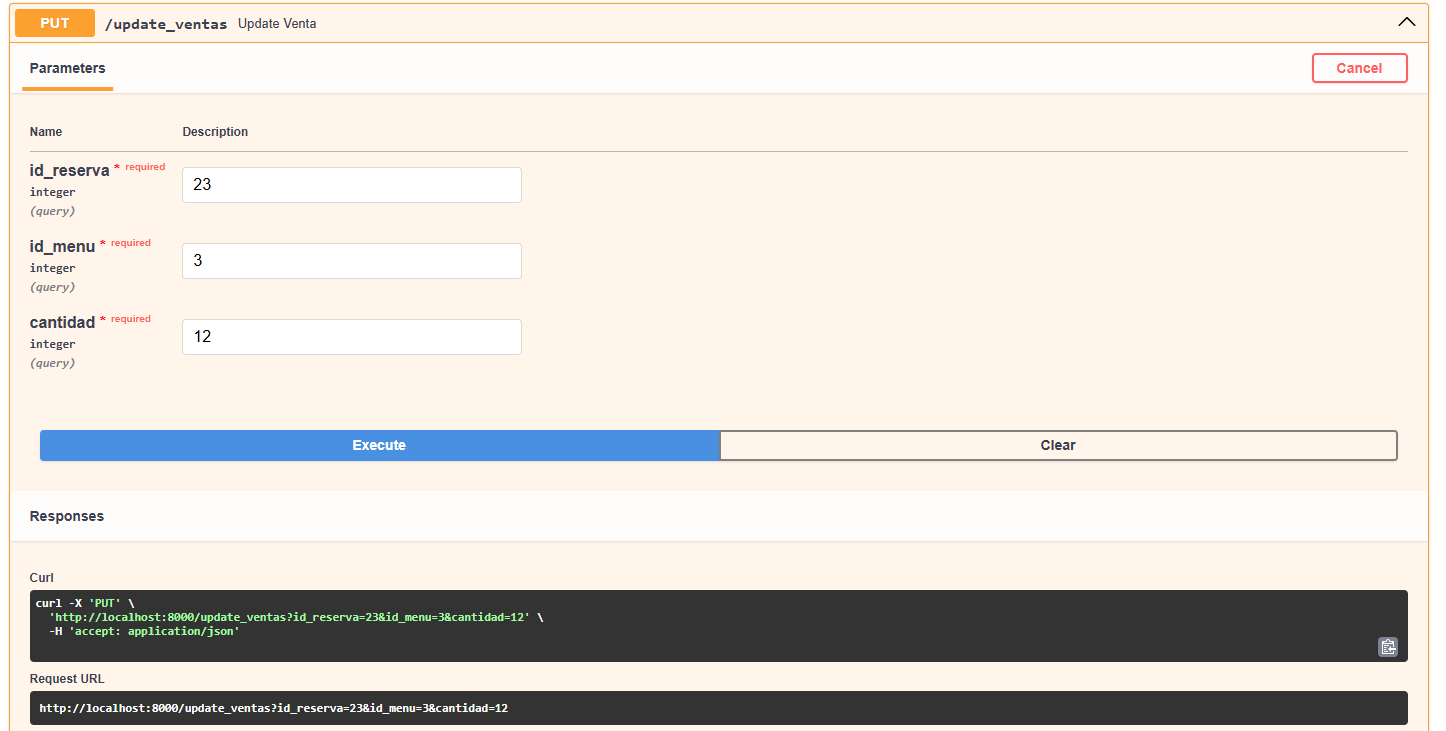 PUT /update_ventas Update Venta
Parameters Cancel
Name Description
id_reserva * required
integer
(query)
23
id_menu * required
integer
(query)
3
cantidad * required
integer
(query)
12
Execute Clear
Responses
Curl
curl -X 'PUT' \
  'http://localhost:8000/update_ventas?id_reserva=23&id_menu=3&cantidad=12' \
  -H 'accept: application/json'
Request URL
http://localhost:8000/update_ventas?id_reserva=23&id_menu=3&cantidad=12